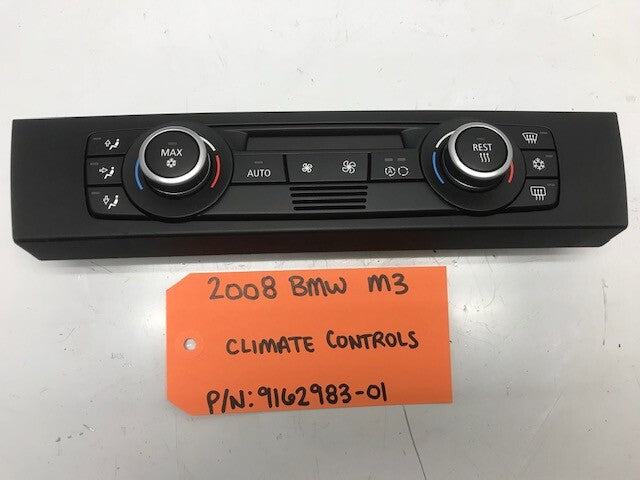 MAX
REST
AUTO
A
2008 BMW M3
CLIMATE CONTROLS
P/N: 9162983-01